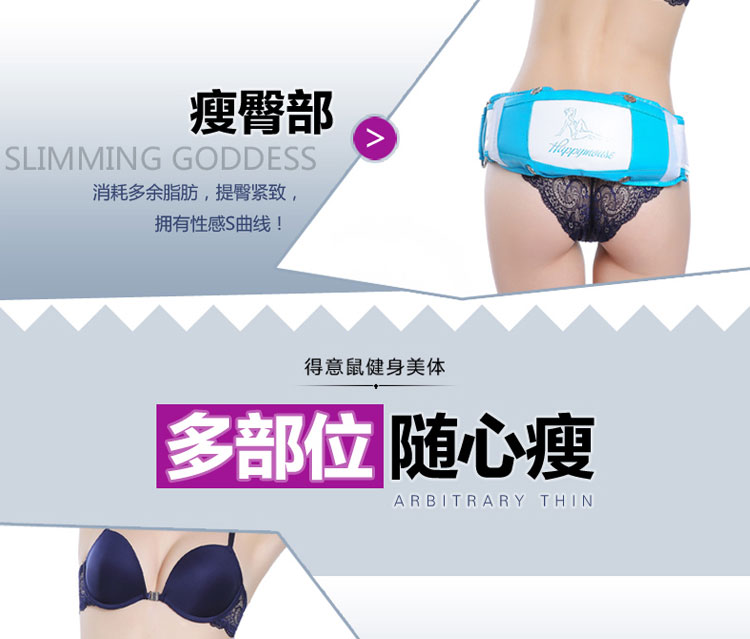 瘦臀部
>
SLIMMING GODDESS
消耗多余脂肪，提臀紧致，
拥有性感S曲线！
Happymouse
得意鼠健身美体
多部位 随心瘦
ARBITRARY THIN